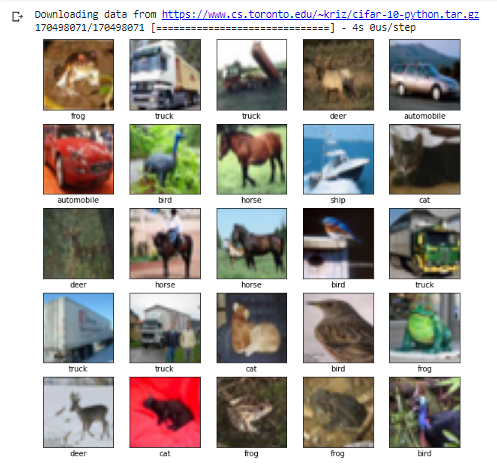 Downloading data from https://www.cs.toronto.edu/~kriz/cifar-10-python.tar.gz
170498071/170498071 [==============================] - 4s 0us/step
frog truck truck deer automobile
automobile bird horse ship cat
deer horse horse bird truck
truck truck cat bird frog
deer cat frog frog bird